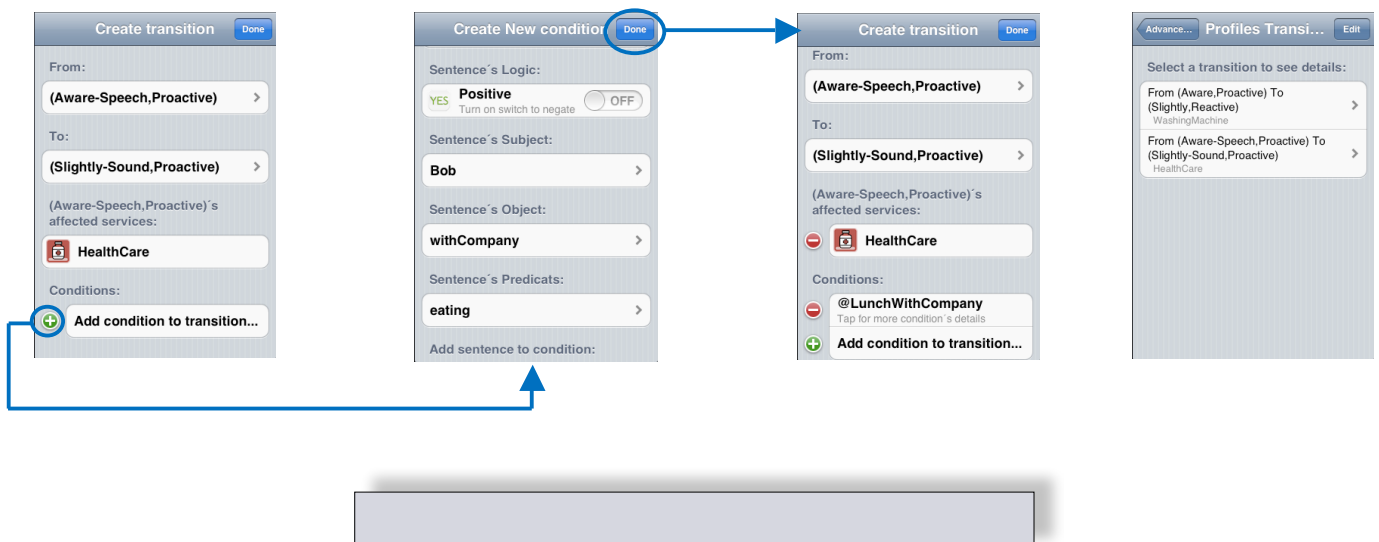 Create transition
Done
From:
(Aware-Speech,Proactive)
To:
(Slightly-Sound,Proactive)
(Aware-Speech,Proactive)´s
affected services:
HealthCare
Conditions:
Add condition to transition...
Create New condition
Done
Sentence´s Logic:
YES
Positive
Turn on switch to negate
OFF
Sentence´s Subject:
Bob
Sentence´s Object:
withCompany
Sentence´s Predicats:
eating
Add sentence to condition:
Create transition
Done
From:
(Aware-Speech,Proactive)
To:
(Slightly-Sound,Proactive)
(Aware-Speech,Proactive)´s
affected services:
HealthCare
Conditions:
@LunchWithCompany
Tap for more condition´s details
Add condition to transition...
Advance...
Profiles Transi...
Edit
Select a transition to see details:
From (Aware,Proactive) To
(Slightly,Reactive)
WashingMachine
From (Aware-Speech,Proactive) To
(Slightly-Sound,Proactive)
HealthCare